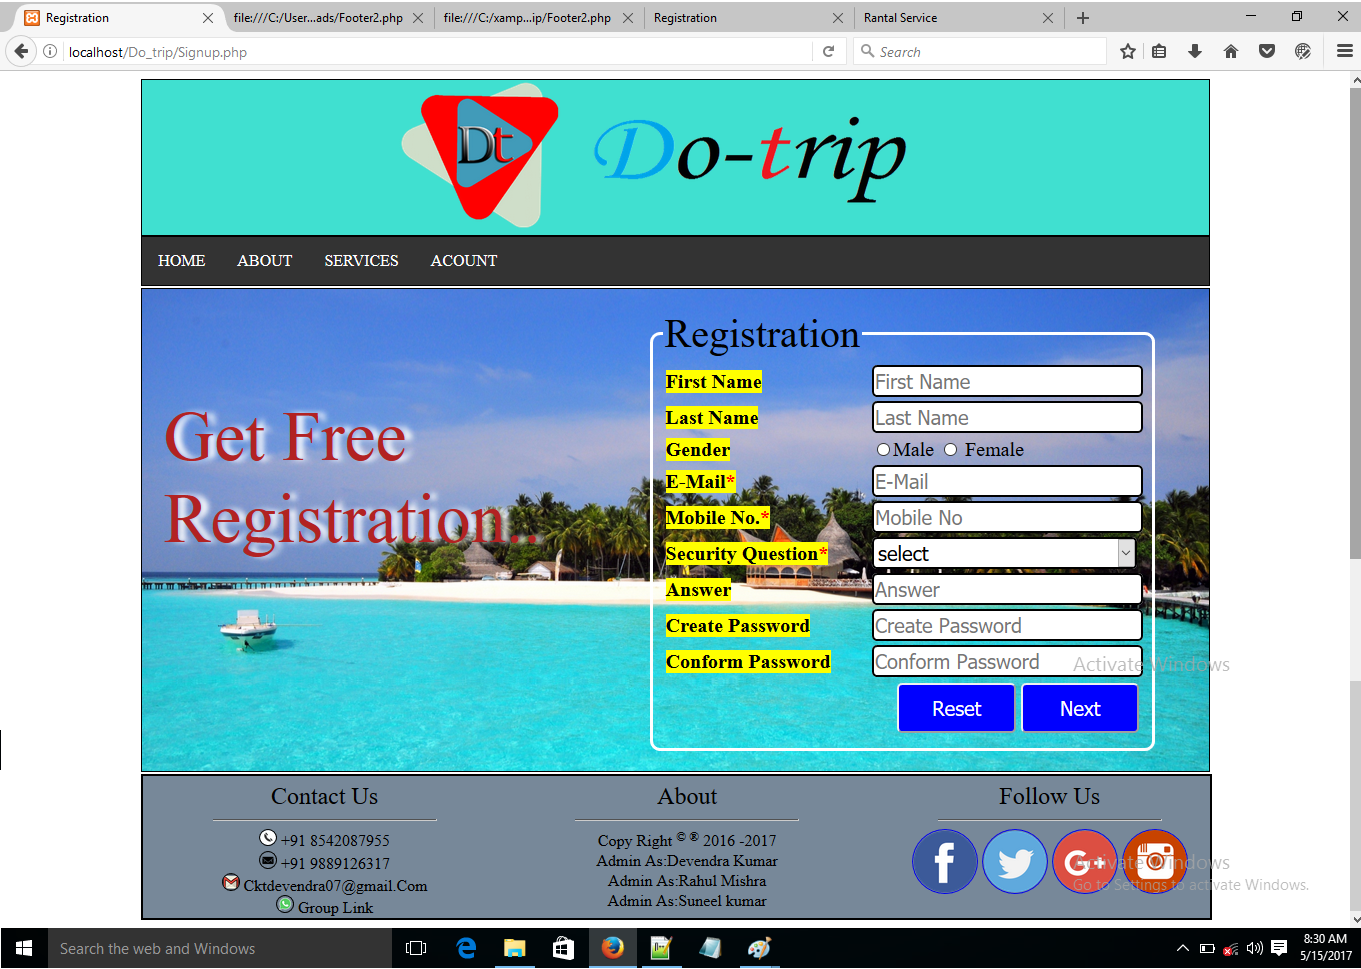 Registration
file:///C:/User...ads/Footer2.php
file:///C:/xamp...ip/Footer2.php
Registration
Rantal Service
localhost/Do_trip/Signup.php
Search
Dt
Do-trip
HOME ABOUT SERVICES ACOUNT
Get Free
Registration..
Registration
First Name First Name
Last Name Last Name
Gender Male Female
E-Mail* E-Mail
Mobile No.* Mobile No
Security Question* select
Answer Answer
Create Password Create Password
Conform Password Conform Password
Reset Next
Activate Windows
Contact Us
+91 8542087955
+91 9889126317
Cktdevendra07@gmail.Com
Group Link
About
Copy Right © ® 2016 -2017
Admin As:Devendra Kumar
Admin As:Rahul Mishra
Admin As:Suneel kumar
Follow Us
f G+
Activate Windows
Go to Settings to activate Windows.
Search the web and Windows
8:30 AM
5/15/2017